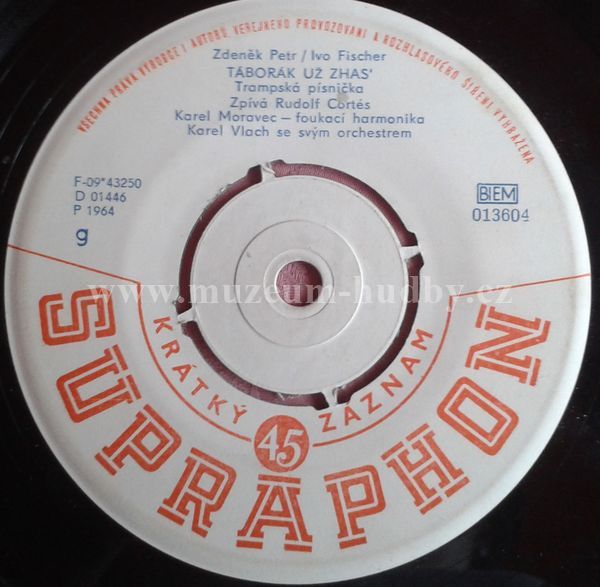 VŠECHNA PRÁVA VÝROBCE I AUTORŮ, VEŘEJNÉHO PROVOZOVÁNÍ A ROZHLASOVÉHO ŠÍŘENÍ VYHRAŽENA
Zdeněk Petr / Ivo Fischer
TÁBORÁK UŽ ZHAS'
Trampská písnička
Zpívá Rudolf Cortés
Karel Moravec — foukací harmonika
Karel Vlach se svým orchestrem
F-09*43250
D 01446
P 1964
g
BIEM
013604
www.muzeum-hudby.cz
KRÁTKÝ ZÁZNAM
45
SUPRAPHON